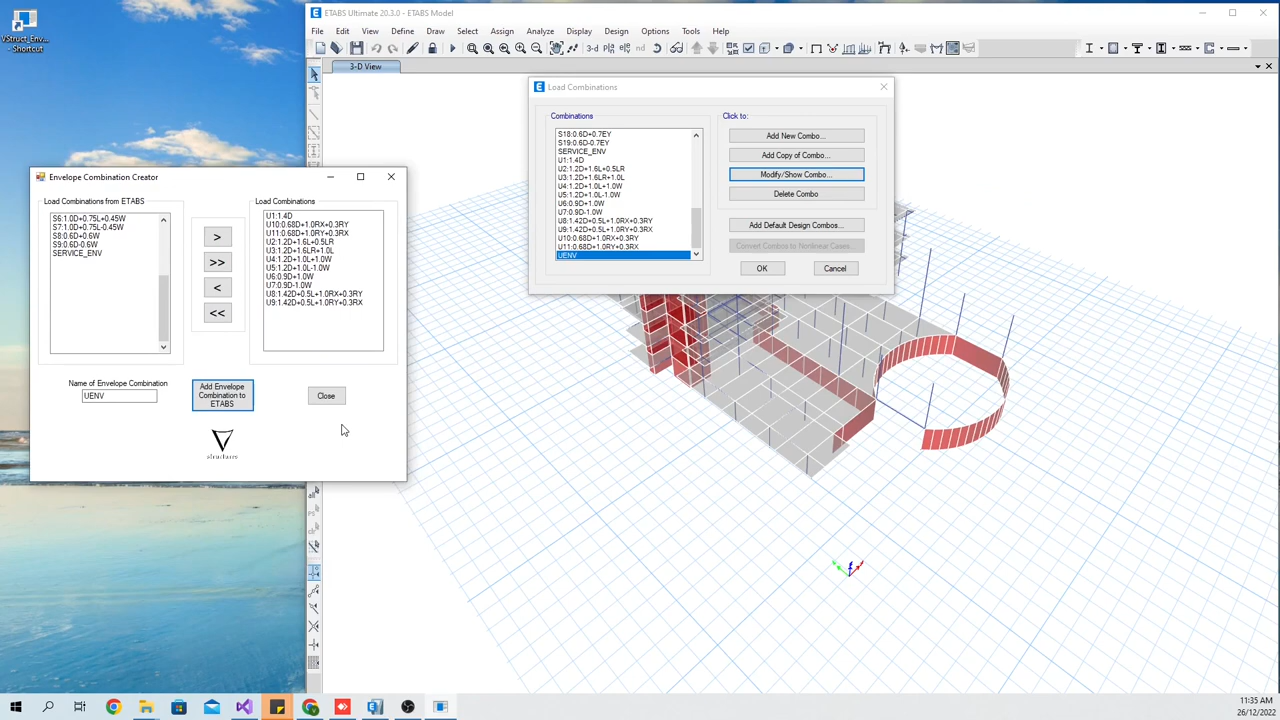 VStruct_Env...
- Shortcut
ETABS Ultimate 20.3.0 - ETABS Model
File Edit View Define Draw Select Assign Analyze Display Design Options Tools Help
3-d
nd
3-D View
Load Combinations
Combinations
S18:0.6D+0.7EY
S19:0.6D-0.7EY
SERVICE_ENV
U1:1.4D
U2:1.2D+1.6L+0.5LR
U3:1.2D+1.6LR+1.0L
U4:1.2D+1.0L+1.0W
U5:1.2D+1.0L-1.0W
U6:0.9D+1.0W
U7:0.9D-1.0W
U8:1.42D+0.5L+1.0RX+0.3RY
U9:1.42D+0.5L+1.0RY+0.3RX
U10:0.68D+1.0RX+0.3RY
U11:0.68D+1.0RY+0.3RX
UENV
Click to:
Add New Combo...
Add Copy of Combo...
Modify/Show Combo...
Delete Combo
Add Default Design Combos...
Convert Combos to Nonlinear Cases...
OK
Cancel
Envelope Combination Creator
Load Combinations from ETABS
S6:1.0D+0.75L+0.45W
S7:1.0D+0.75L-0.45W
S8:0.6D+0.6W
S9:0.6D-0.6W
SERVICE_ENV
>
>>
<
<<
Load Combinations
U1:1.4D
U10:0.68D+1.0RX+0.3RY
U11:0.68D+1.0RY+0.3RX
U2:1.2D+1.6L+0.5LR
U3:1.2D+1.6LR+1.0L
U4:1.2D+1.0L+1.0W
U5:1.2D+1.0L-1.0W
U6:0.9D+1.0W
U7:0.9D-1.0W
U8:1.42D+0.5L+1.0RX+0.3RY
U9:1.42D+0.5L+1.0RY+0.3RX
Name of Envelope Combination
UENV
Add Envelope
Combination to
ETABS
Close
structures
all
11:35 AM
26/12/2022